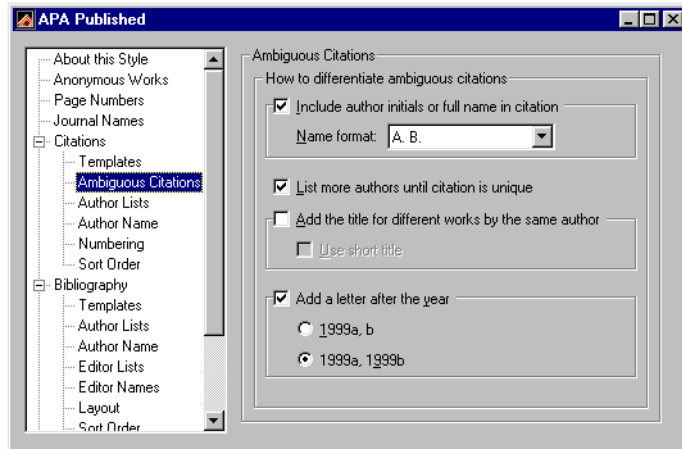 APA Published
About this Style
Anonymous Works
Page Numbers
Journal Names
Citations
Templates
Ambiguous Citations
Author Lists
Author Name
Numbering
Sort Order
Bibliography
Templates
Author Lists
Author Name
Editor Lists
Editor Names
Layout
Sort Order
Ambiguous Citations
How to differentiate ambiguous citations
Include author initials or full name in citation
Name format: A. B.
List more authors until citation is unique
Add the title for different works by the same author
Use short title
Add a letter after the year
1999a, b
1999a, 1999b